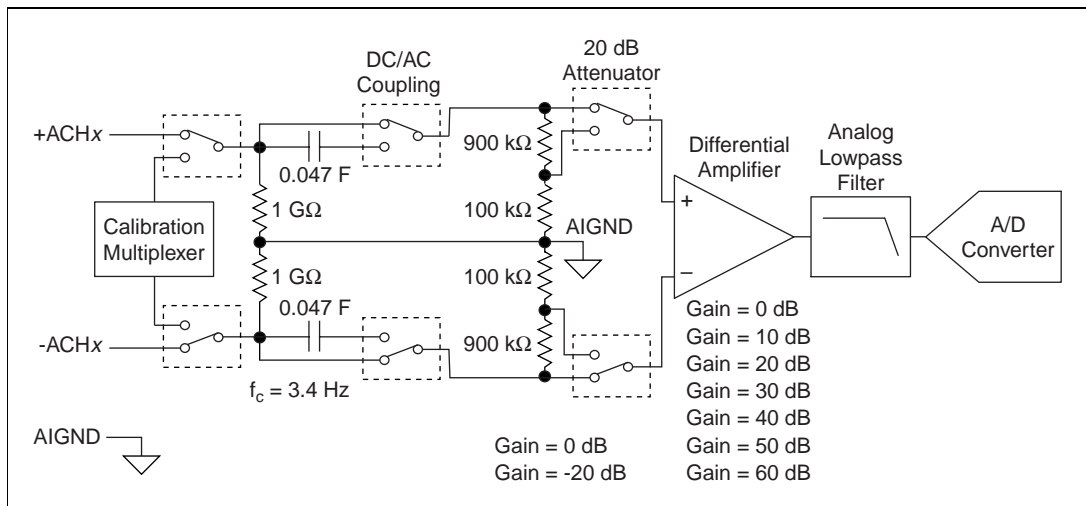 DC/AC
Coupling
20 dB
Attenuator
+ACHx
900 kΩ
Differential
Amplifier
Analog
Lowpass
Filter
0.047 F
1 GΩ
100 kΩ
AIGND
+
A/D
Converter
Calibration
Multiplexer
1 GΩ
100 kΩ
–
0.047 F
-ACHx
900 kΩ
fc = 3.4 Hz
AIGND
Gain = 0 dB
Gain = -20 dB
Gain = 0 dB
Gain = 10 dB
Gain = 20 dB
Gain = 30 dB
Gain = 40 dB
Gain = 50 dB
Gain = 60 dB